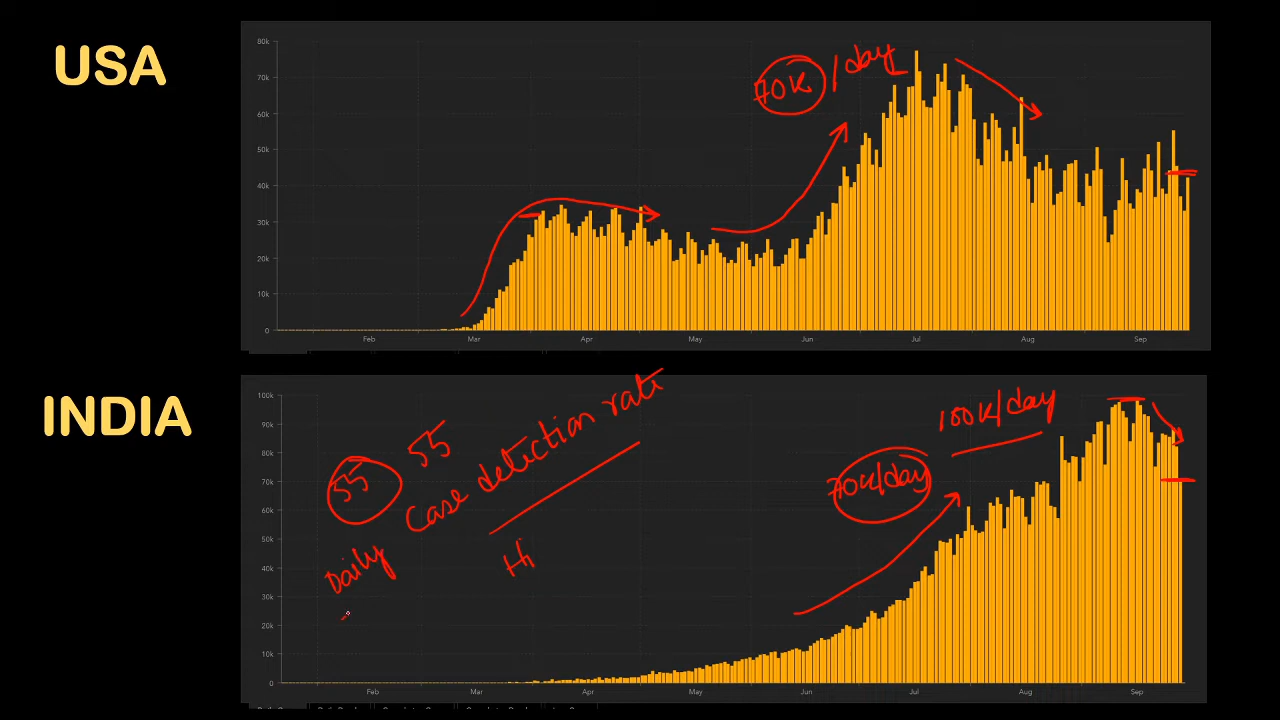 USA
80k
70k
60k
50k
40k
30k
20k
10k
0
Feb Mar Apr May Jun Jul Aug Sep
70K /day
INDIA
100k
90k
80k
70k
60k
50k
40k
30k
20k
10k
0
Feb Mar Apr May Jun Jul Aug Sep
55 55
Daily Case detection rate
Hi
70K/day
100K/day